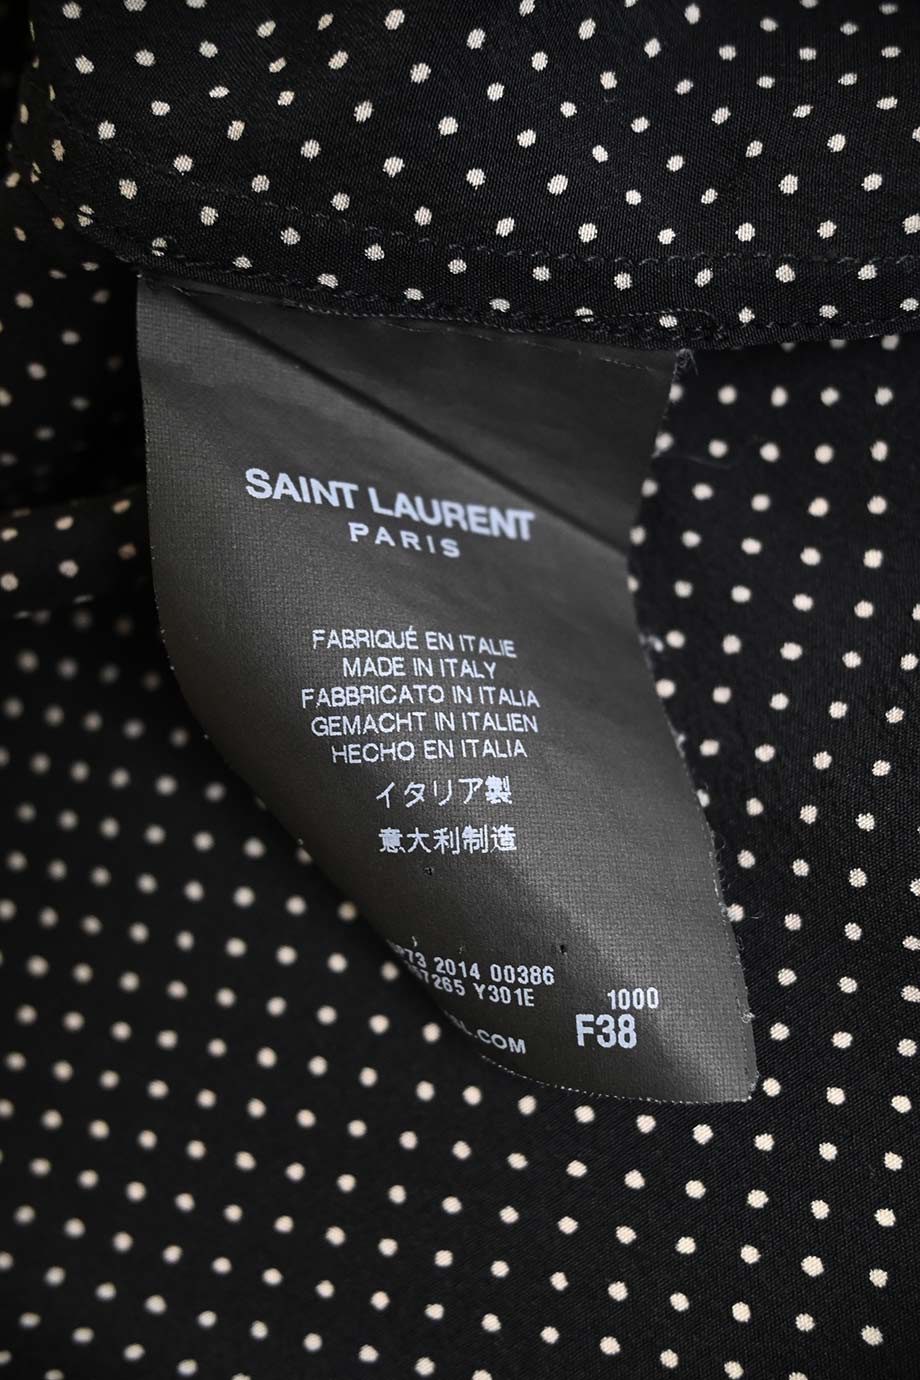 SAINT LAURENT
PARIS
FABRIQUÉ EN ITALIE
MADE IN ITALY
FABBRICATO IN ITALIA
GEMACHT IN ITALIEN
HECHO EN ITALIA
イタリア製
意大利制造
2014 00386
Y301E 1000
F38